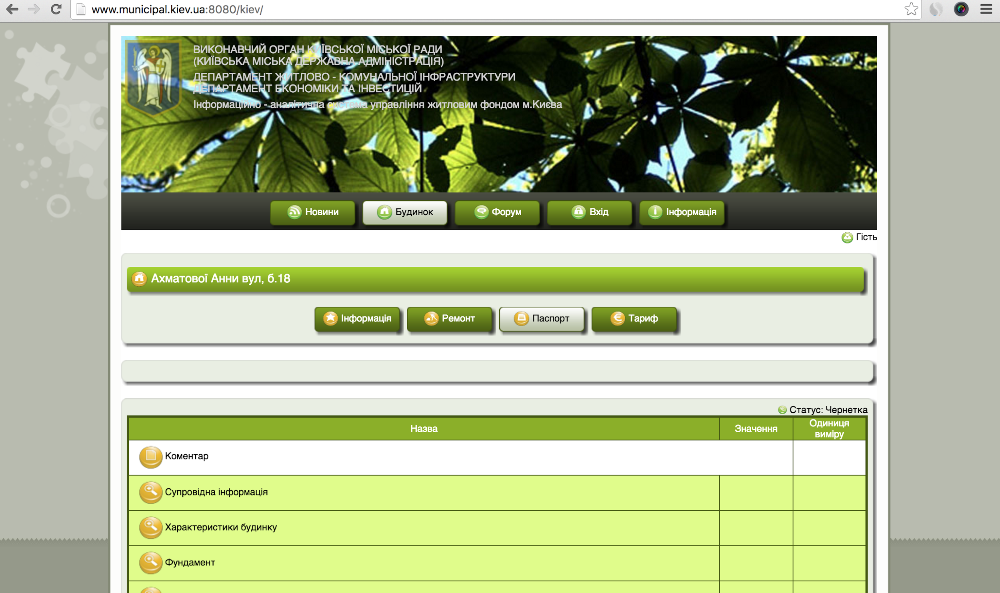 www.municipal.kiev.ua:8080/kiev/
ВИКОНАВЧИЙ ОРГАН КИЇВСЬКОЇ МІСЬКОЇ РАДИ
(КИЇВСЬКА МІСЬКА ДЕРЖАВНА АДМІНІСТРАЦІЯ)
ДЕПАРТАМЕНТ ЖИТЛОВО - КОМУНАЛЬНОЇ ІНФРАСТРУКТУРИ
ДЕПАРТАМЕНТ ЕКОНОМІКИ ТА ІНВЕСТИЦІЙ
Інформаційно - аналітична система управління житловим фондом м.Києва
Новини
Будинок
Форум
Вхід
Інформація
Гість
Ахматової Анни вул, б.18
Інформація
Ремонт
Паспорт
Тариф
Статус: Чернетка
Назва
Значення
Одиниця
виміру
Коментар
Супровідна інформація
Характеристики будинку
Фундамент